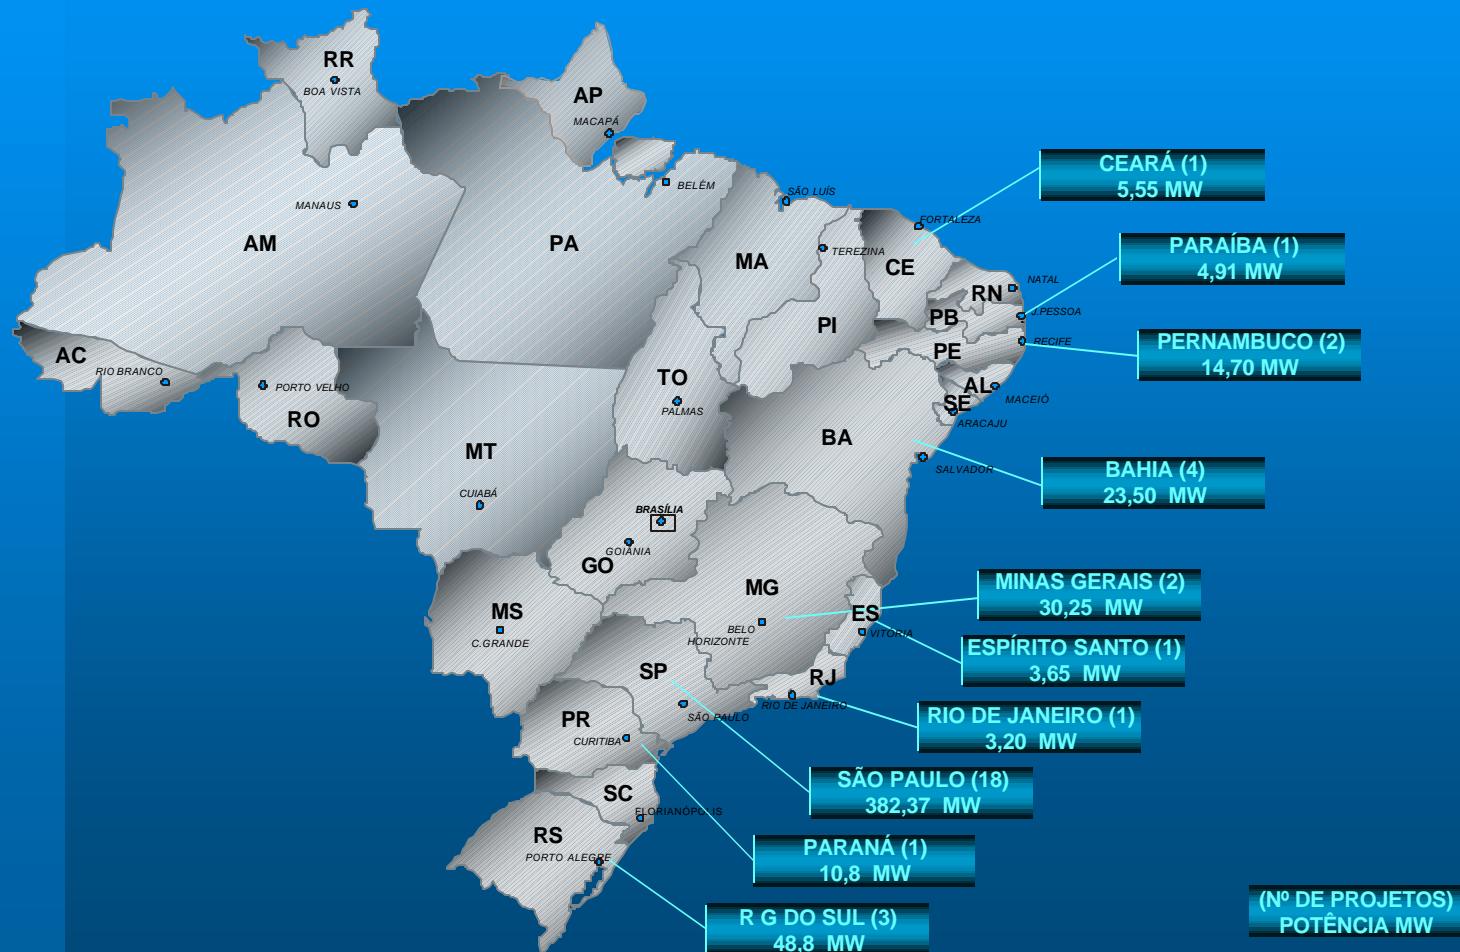 RR
BOA VISTA
AP
MACAPÁ
BELÉM
SÃO LUÍS
CEARÁ (1)
5,55 MW
MANAUS
AM
PA
MA
TEREZINA
FORTALEZA
CE
PARAÍBA (1)
4,91 MW
NATAL
RN
J.PESSOA
PB
PI
PE
RECIFE
PERNAMBUCO (2)
14,70 MW
AC
RIO BRANCO
PORTO VELHO
RO
TO
PALMAS
AL
MACEIÓ
SE
ARACAJU
MT
CUIABÁ
BA
SALVADOR
BAHIA (4)
23,50 MW
BRASÍLIA
GOIÂNIA
GO
MG
BELO
HORIZONTE
MINAS GERAIS (2)
30,25 MW
MS
C.GRANDE
ES
VITÓRIA
ESPÍRITO SANTO (1)
3,65 MW
SP
SÃO PAULO
RJ
RIO DE JANEIRO
RIO DE JANEIRO (1)
3,20 MW
PR
CURITIBA
SÃO PAULO (18)
382,37 MW
SC
FLORIANÓPOLIS
RS
PORTO ALEGRE
PARANÁ (1)
10,8 MW
R G DO SUL (3)
48,8 MW
(Nº DE PROJETOS)
POTÊNCIA MW